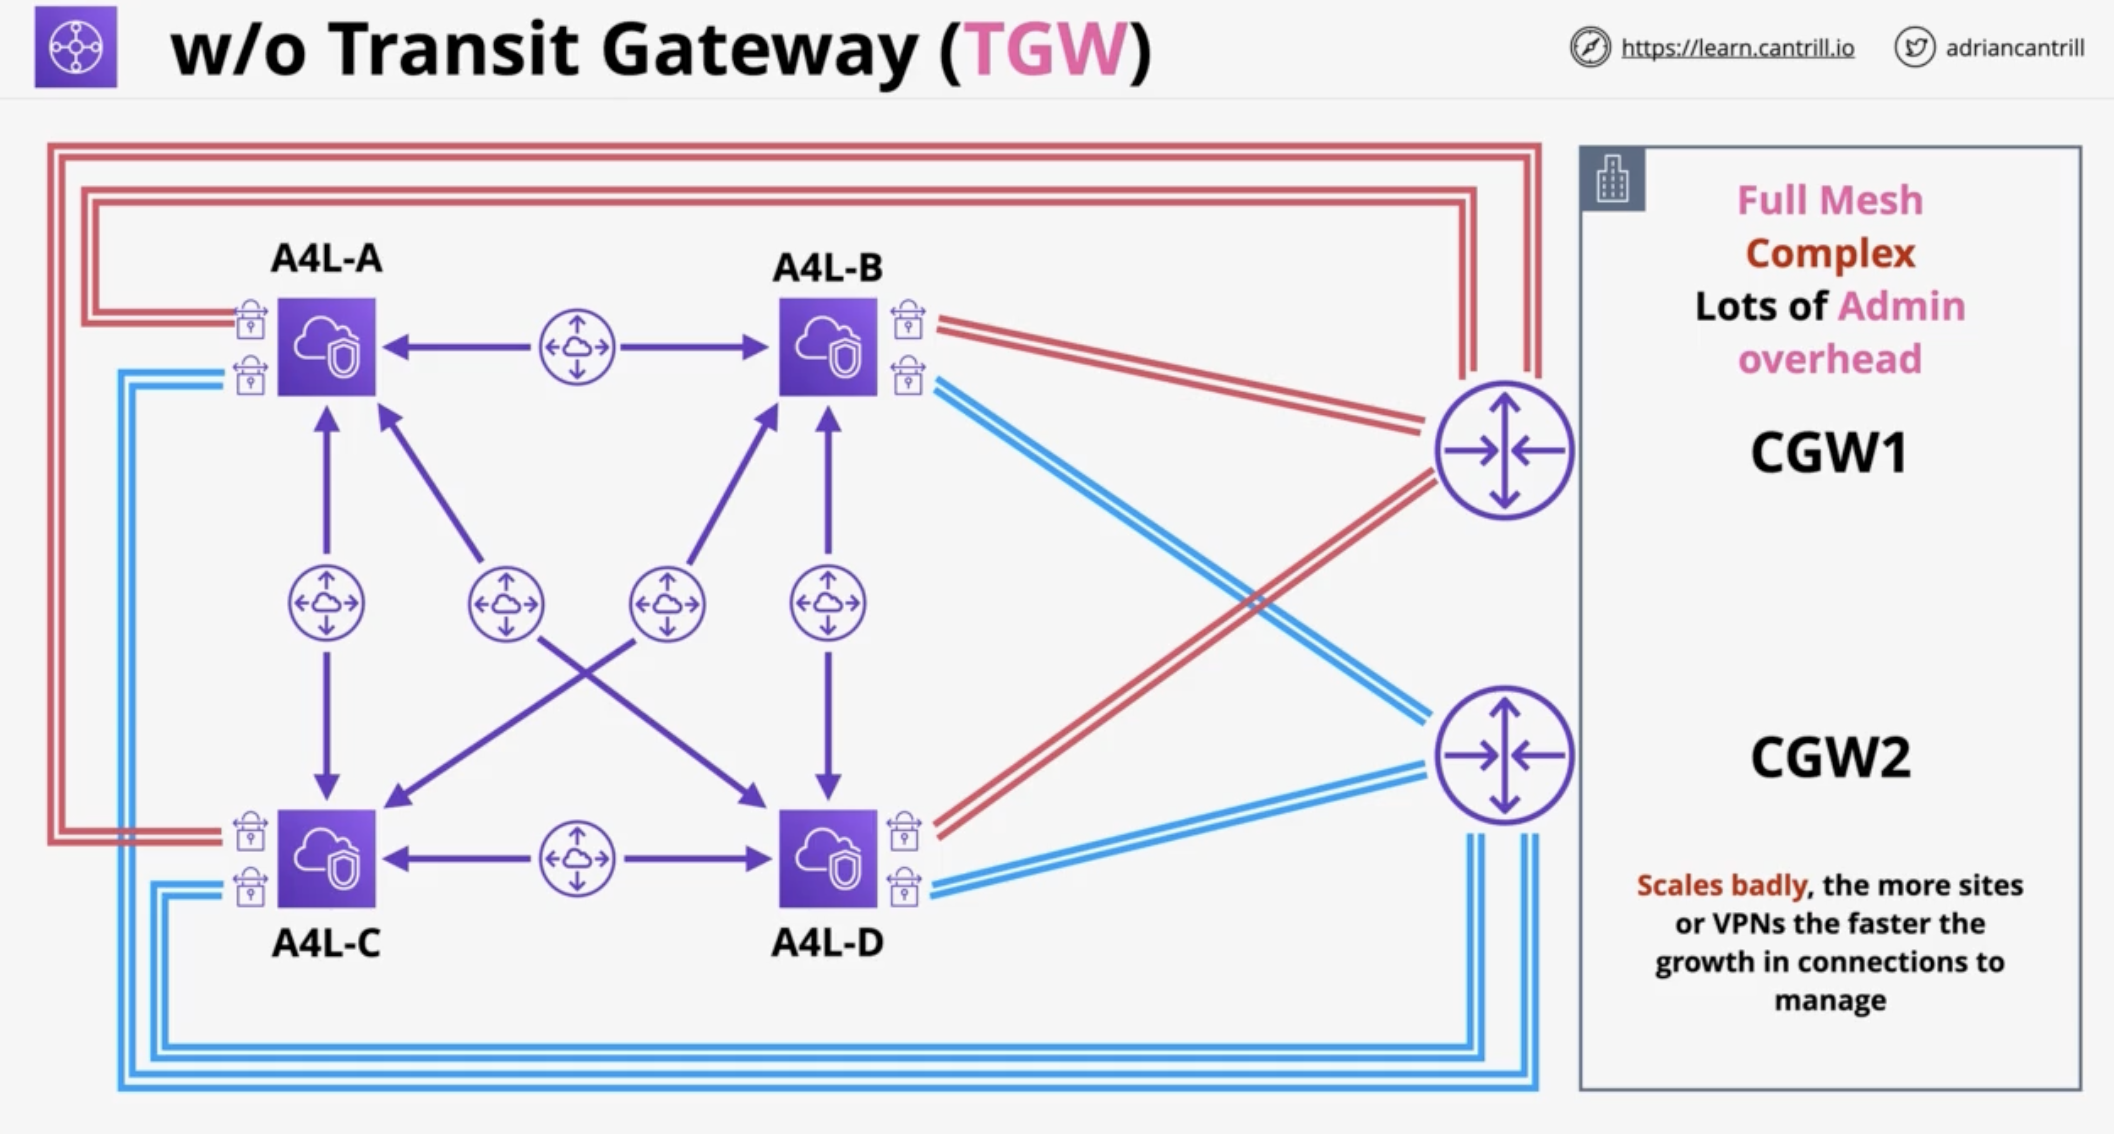 w/o Transit Gateway (TGW)
https://learn.cantrill.io
adriancantrill
A4L-A
A4L-B
A4L-C
A4L-D
Full Mesh
Complex
Lots of Admin
overhead
CGW1
CGW2
Scales badly, the more sites
or VPNs the faster the
growth in connections to
manage